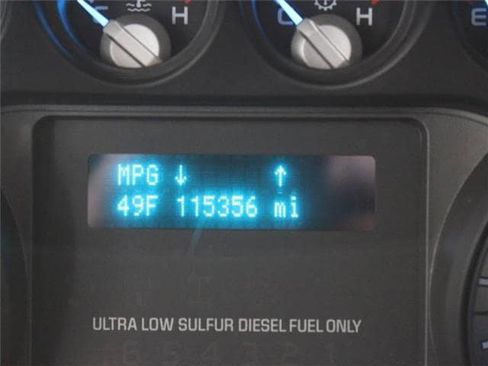 C H C H
MPG ↓ ↑
49F 115356 mi
ULTRA LOW SULFUR DIESEL FUEL ONLY